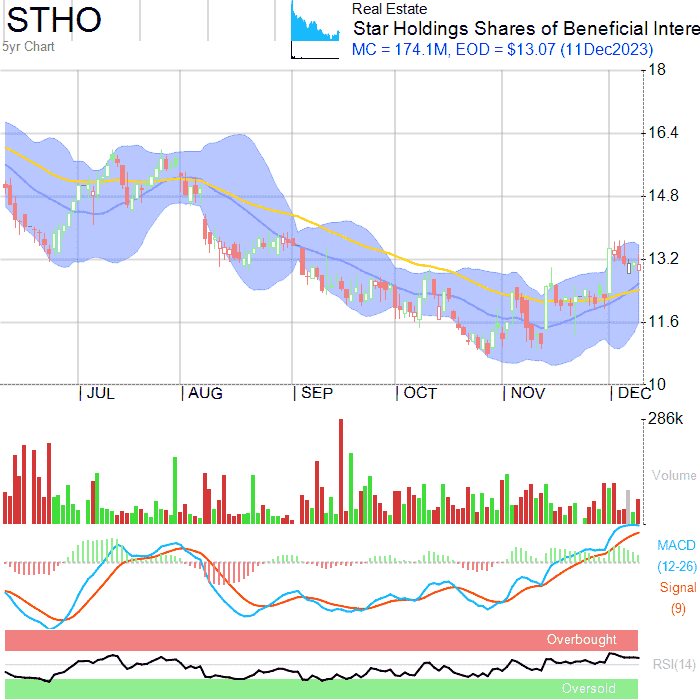 STHO
5yr Chart
Real Estate
Star Holdings Shares of Beneficial Intere
MC = 174.1M, EOD = $13.07 (11Dec2023)
18
16.4
14.8
13.2
11.6
10
JUL AUG SEP OCT NOV DEC
286k
Volume
MACD
(12-26)
Signal
(9)
Overbought
RSI(14)
Oversold